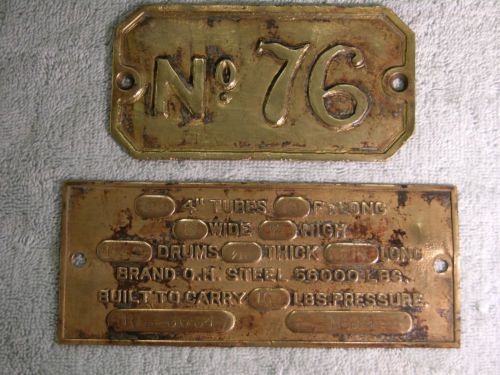 No 76
4" TUBES FT. LONG
WIDE HIGH
DRUMS THICK LONG
BRAND O.H. STEEL 56000 LBS.
BUILT TO CARRY LBS. PRESSURE.